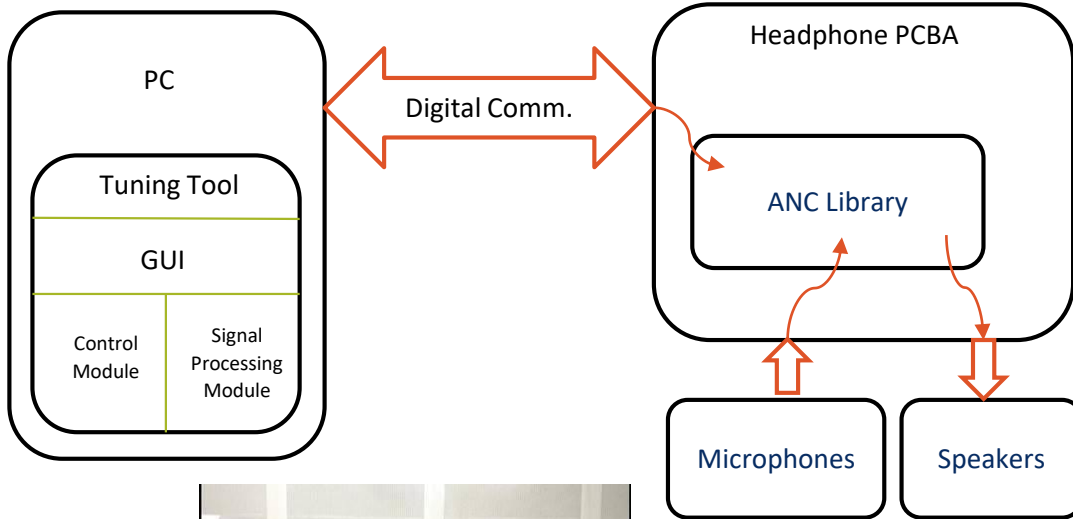 PC
Tuning Tool
GUI
Control
Module
Signal
Processing
Module
Digital Comm.
Headphone PCBA
ANC Library
Microphones
Speakers